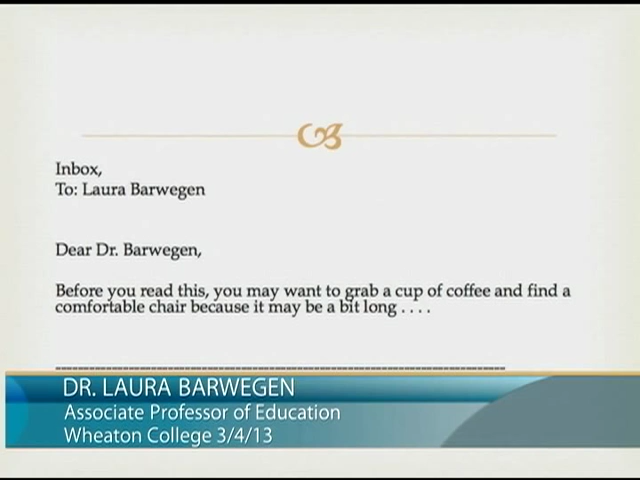 Inbox,
To: Laura Barwegen
Dear Dr. Barwegen,
Before you read this, you may want to grab a cup of coffee and find a
comfortable chair because it may be a bit long . . . .
DR. LAURA BARWEGEN
Associate Professor of Education
Wheaton College 3/4/13